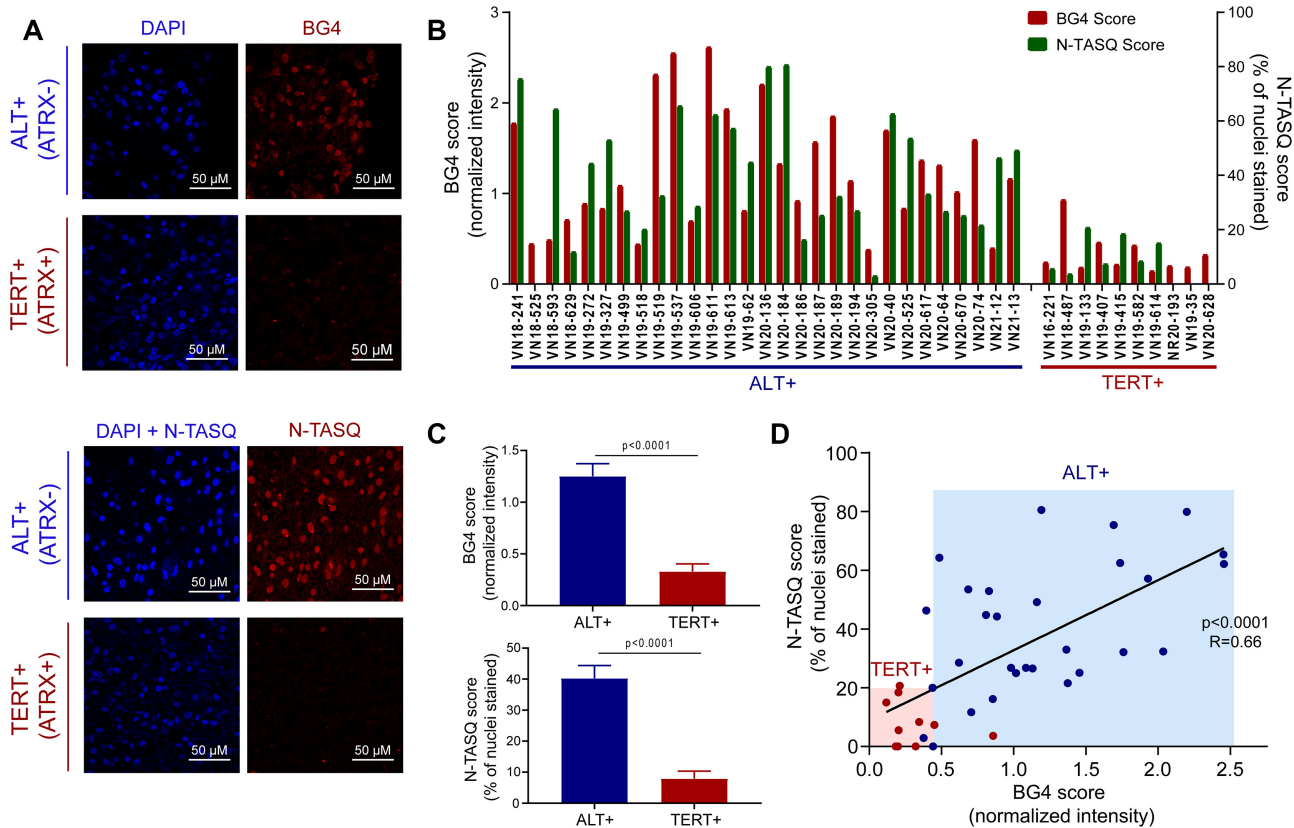 A
DAPI
BG4
ALT+
(ATRX-)
50 µM
50 µM
TERT+
(ATRX+)
50 µM
50 µM
DAPI + N-TASQ
N-TASQ
ALT+
(ATRX-)
50 µM
50 µM
TERT+
(ATRX+)
50 µM
50 µM
B
BG4 Score
N-TASQ Score
BG4 score
(normalized intensity)
3
2
1
0
100
80
60
40
20
0
N-TASQ score
(% of nuclei stained)
VN18-241
VN18-525
VN18-593
VN18-629
VN19-272
VN19-327
VN19-499
VN19-518
VN19-519
VN19-537
VN19-606
VN19-611
VN19-613
VN19-62
VN20-136
VN20-184
VN20-186
VN20-187
VN20-189
VN20-194
VN20-305
VN20-40
VN20-525
VN20-617
VN20-64
VN20-670
VN20-74
VN21-12
VN21-13
VN16-221
VN18-487
VN19-133
VN19-407
VN19-415
VN19-582
VN19-614
NR20-193
VN19-35
VN20-628
ALT+
TERT+
C
BG4 score
(normalized intensity)
1.5
1.0
0.5
0.0
p<0.0001
ALT+
TERT+
N-TASQ score
(% of nuclei stained)
50
40
30
20
10
0
p<0.0001
ALT+
TERT+
D
N-TASQ score
(% of nuclei stained)
100
80
60
40
20
0
ALT+
TERT+
p<0.0001
R=0.66
0.0
0.5
1.0
1.5
2.0
2.5
BG4 score
(normalized intensity)